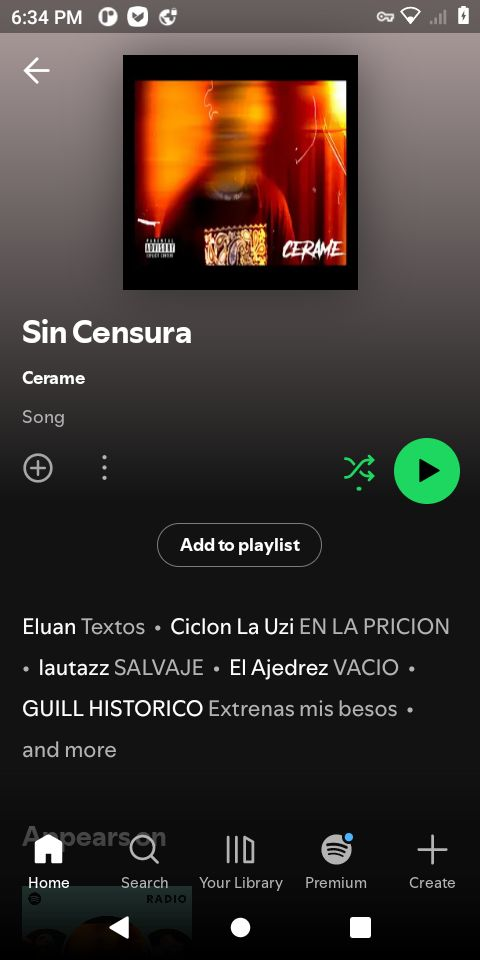 6:34 PM
PARENTAL
ADVISORY
EXPLICIT CONTENT
CERAME
Sin Censura
Cerame
Song
Add to playlist
Eluan Textos • Ciclon La Uzi EN LA PRICION
• lautazz SALVAJE • El Ajedrez VACIO •
GUILL HISTORICO Extrenas mis besos •
and more
Appears on
Home Search Your Library Premium Create
RADIO